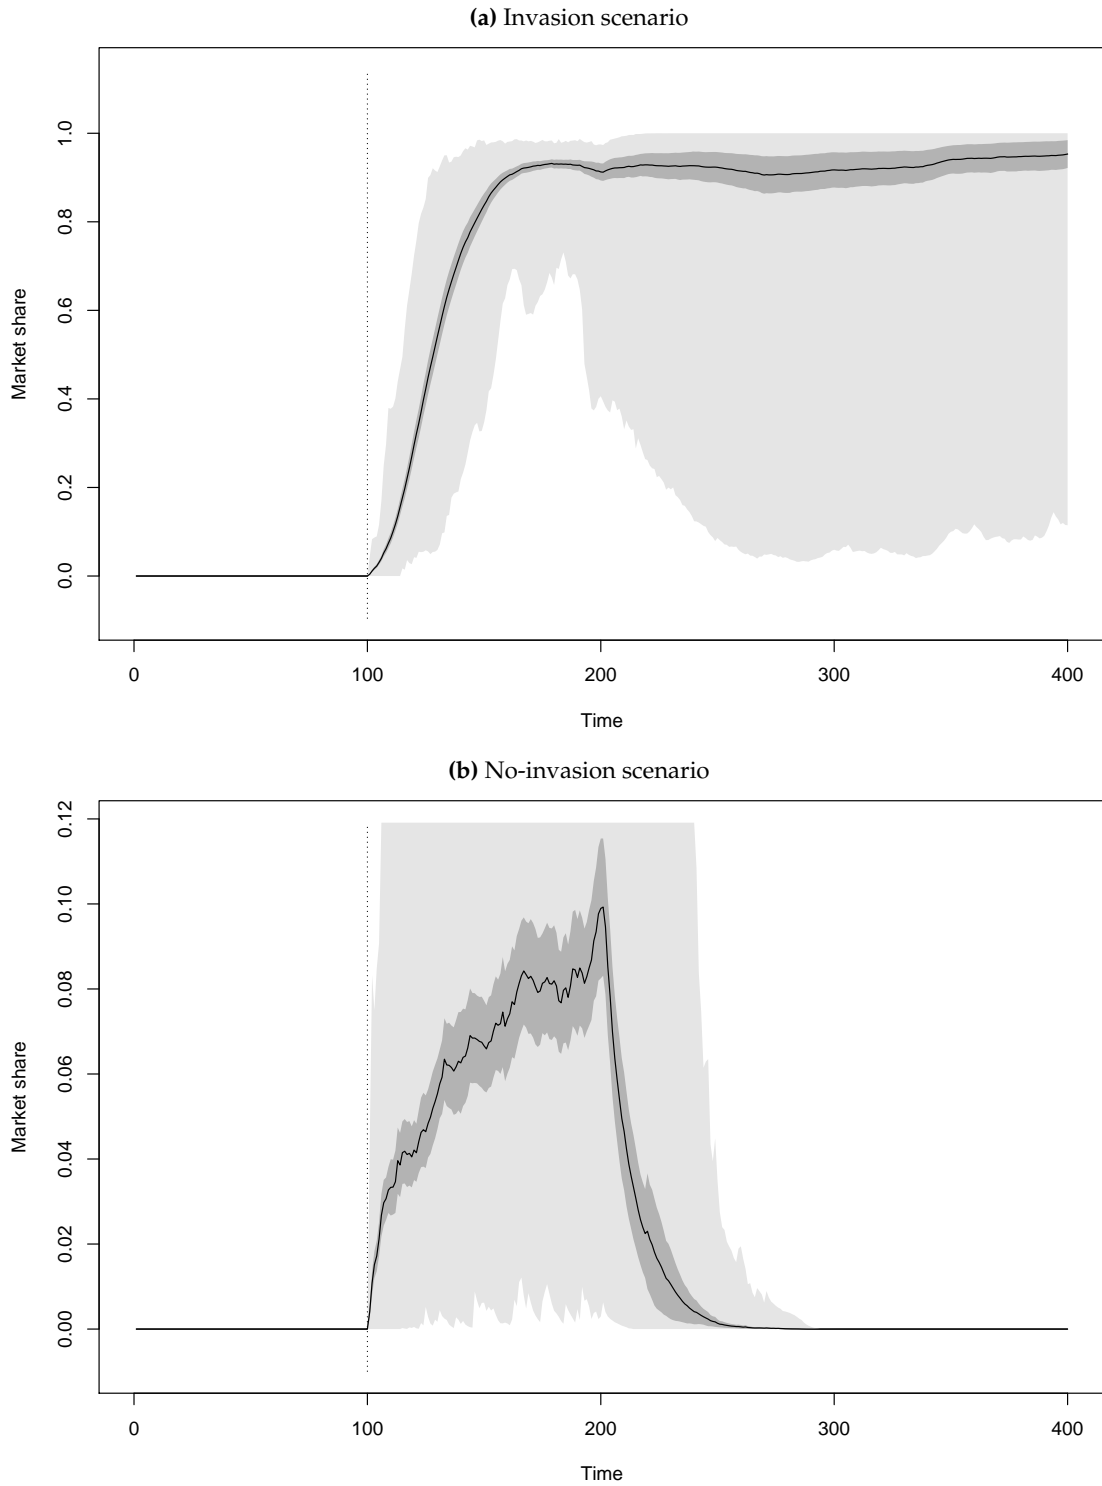 (a) Invasion scenario
Market share
1.0
0.8
0.6
0.4
0.2
0.0
0 100 200 300 400
Time
(b) No-invasion scenario
Market share
0.12
0.10
0.08
0.06
0.04
0.02
0.00
0 100 200 300 400
Time